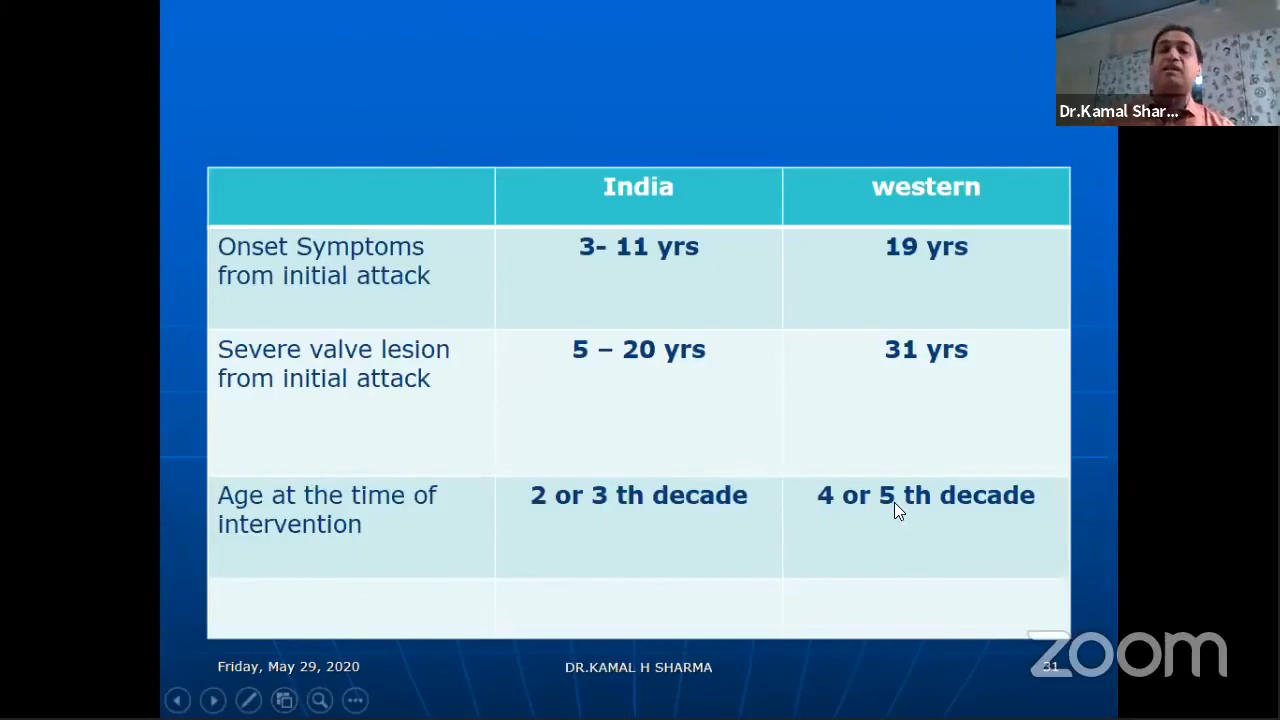 Dr.Kamal Shar...
India
western
Onset Symptoms
from initial attack
3- 11 yrs
19 yrs
Severe valve lesion
from initial attack
5 – 20 yrs
31 yrs
Age at the time of
intervention
2 or 3 th decade
4 or 5 th decade
Friday, May 29, 2020
DR.KAMAL H SHARMA
31
zoom